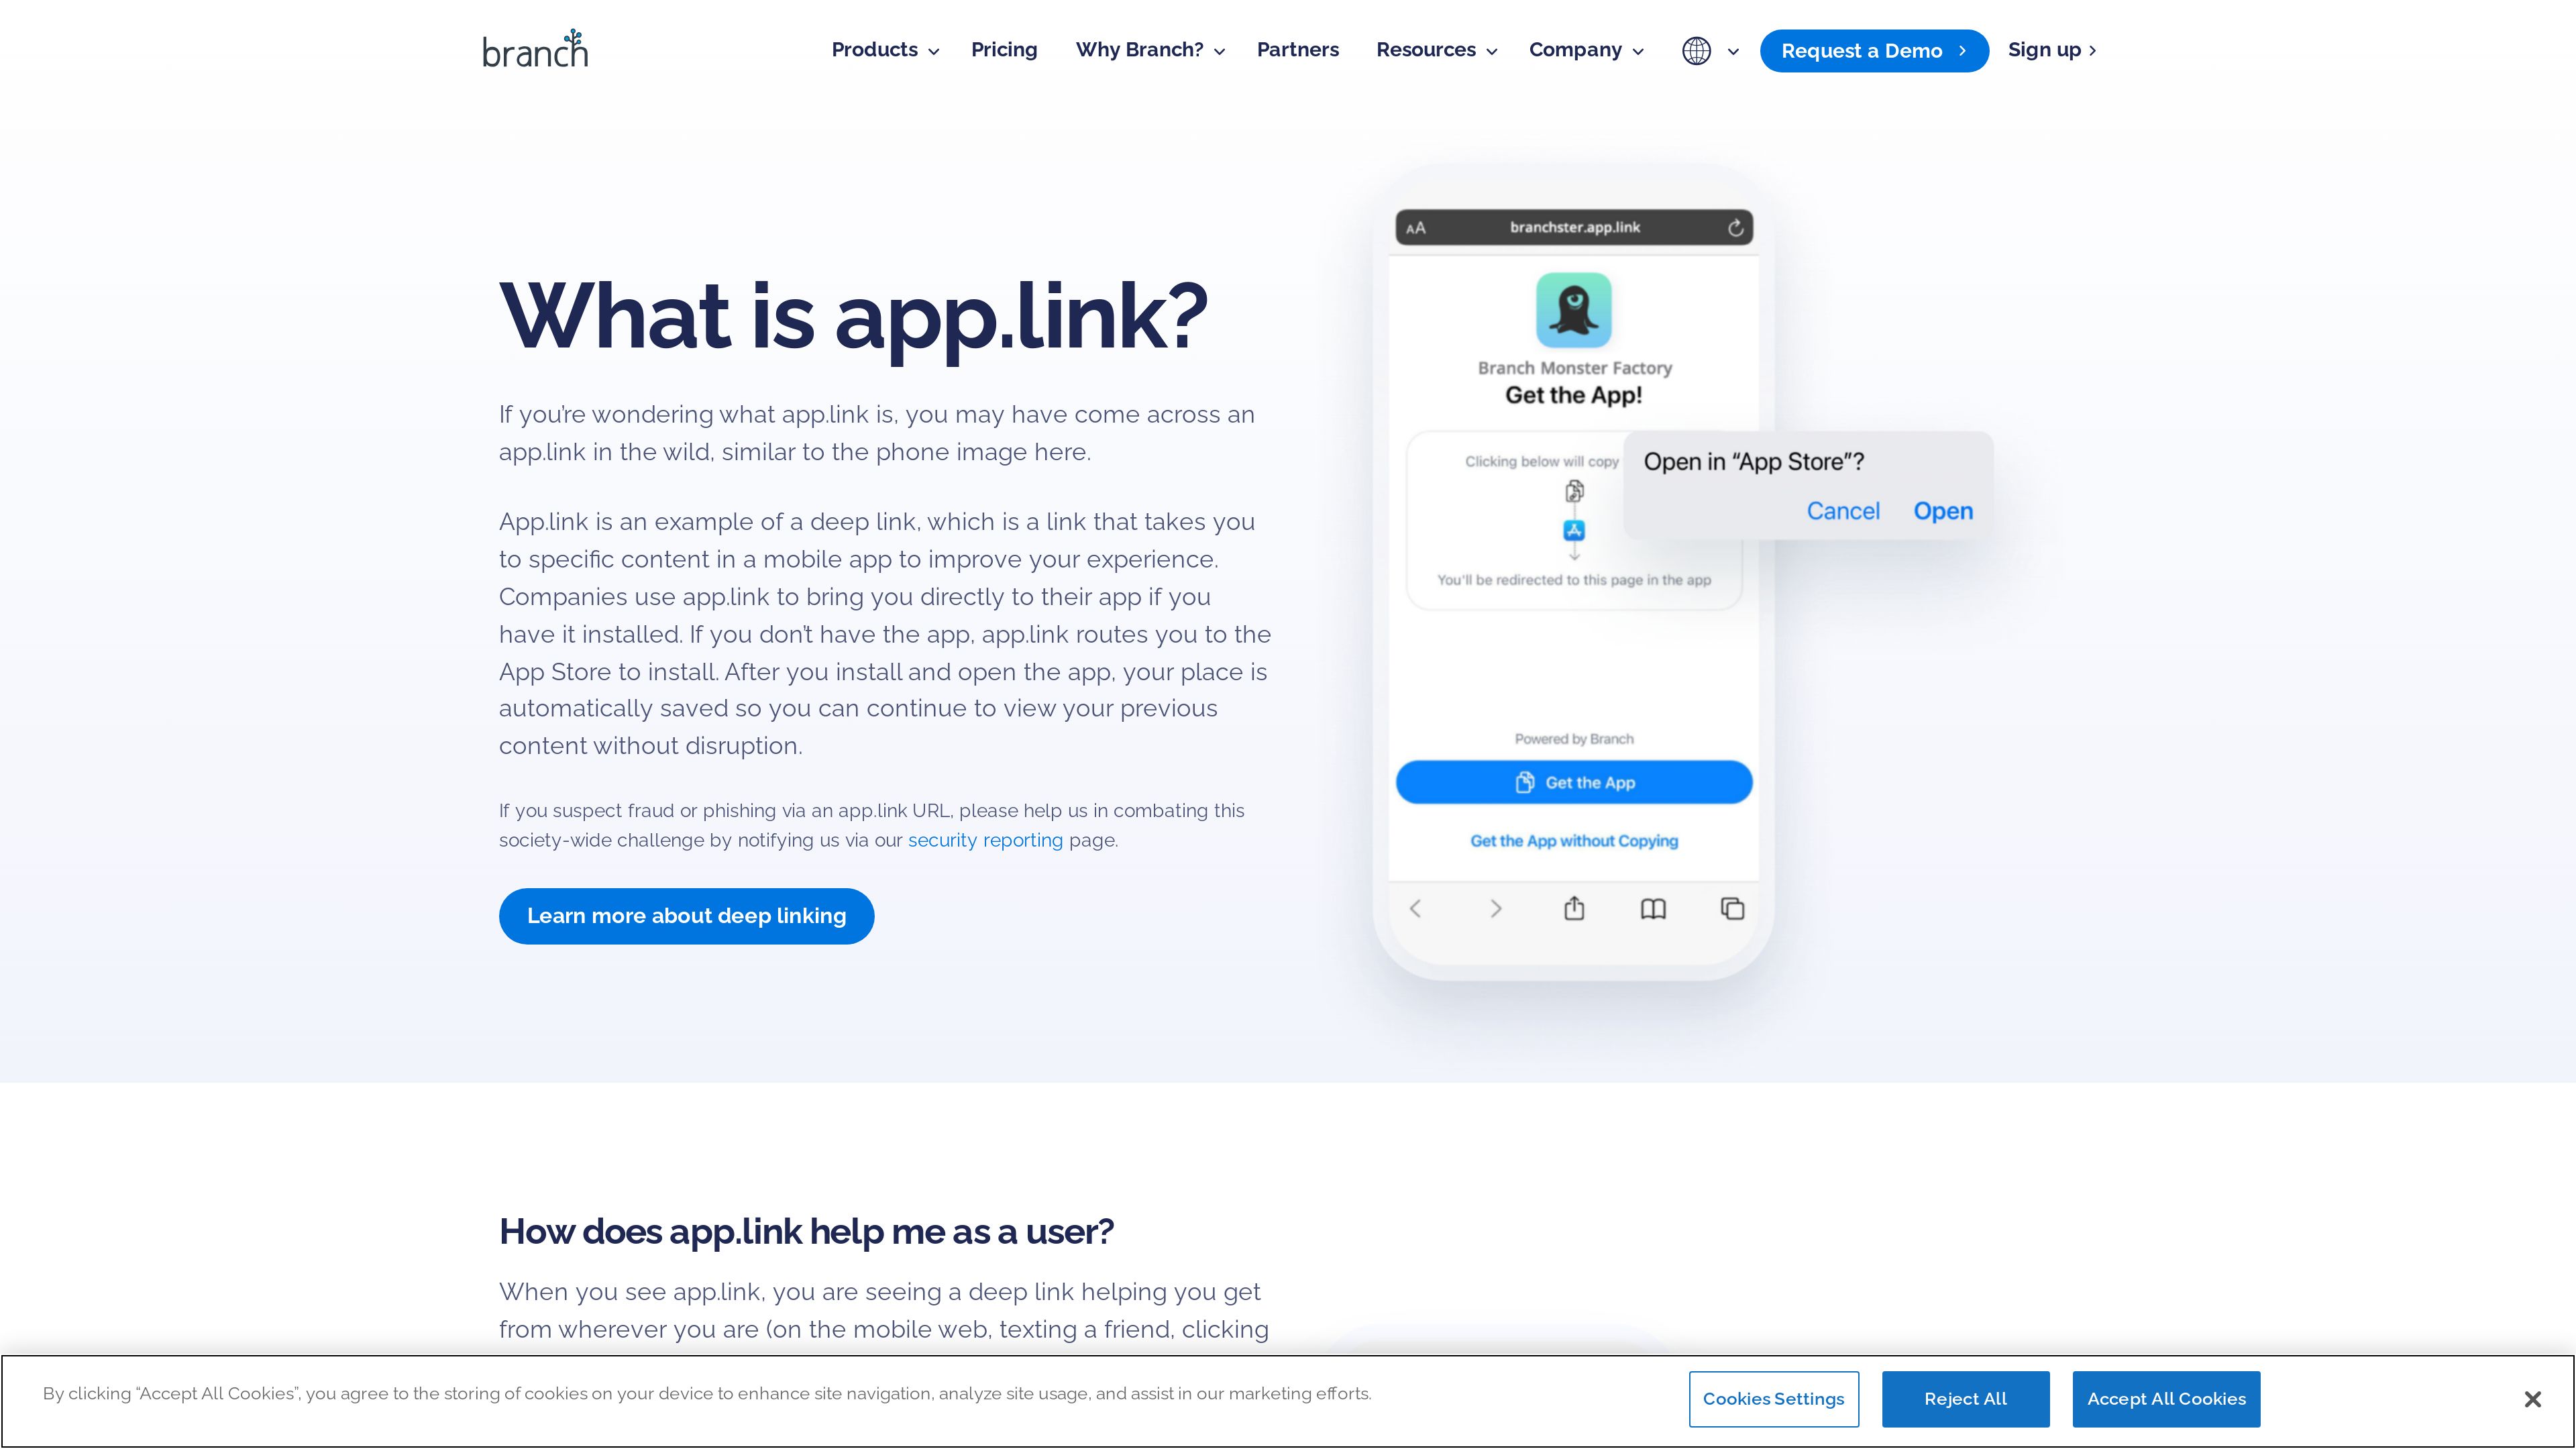 branch
Products
Pricing
Why Branch?
Partners
Resources
Company
Request a Demo
Sign up
What is app.link?
If you’re wondering what app.link is, you may have come across an
app.link in the wild, similar to the phone image here.
App.link is an example of a deep link, which is a link that takes you
to specific content in a mobile app to improve your experience.
Companies use app.link to bring you directly to their app if you
have it installed. If you don’t have the app, app.link routes you to the
App Store to install. After you install and open the app, your place is
automatically saved so you can continue to view your previous
content without disruption.
If you suspect fraud or phishing via an app.link URL, please help us in combating this
society-wide challenge by notifying us via our security reporting page.
Learn more about deep linking
AA
branchster.app.link
Branch Monster Factory
Get the App!
Clicking below will copy
Open in “App Store”?
Cancel
Open
You'll be redirected to this page in the app
Powered by Branch
Get the App
Get the App without Copying
How does app.link help me as a user?
When you see app.link, you are seeing a deep link helping you get
from wherever you are (on the mobile web, texting a friend, clicking
By clicking “Accept All Cookies”, you agree to the storing of cookies on your device to enhance site navigation, analyze site usage, and assist in our marketing efforts.
Cookies Settings
Reject All
Accept All Cookies